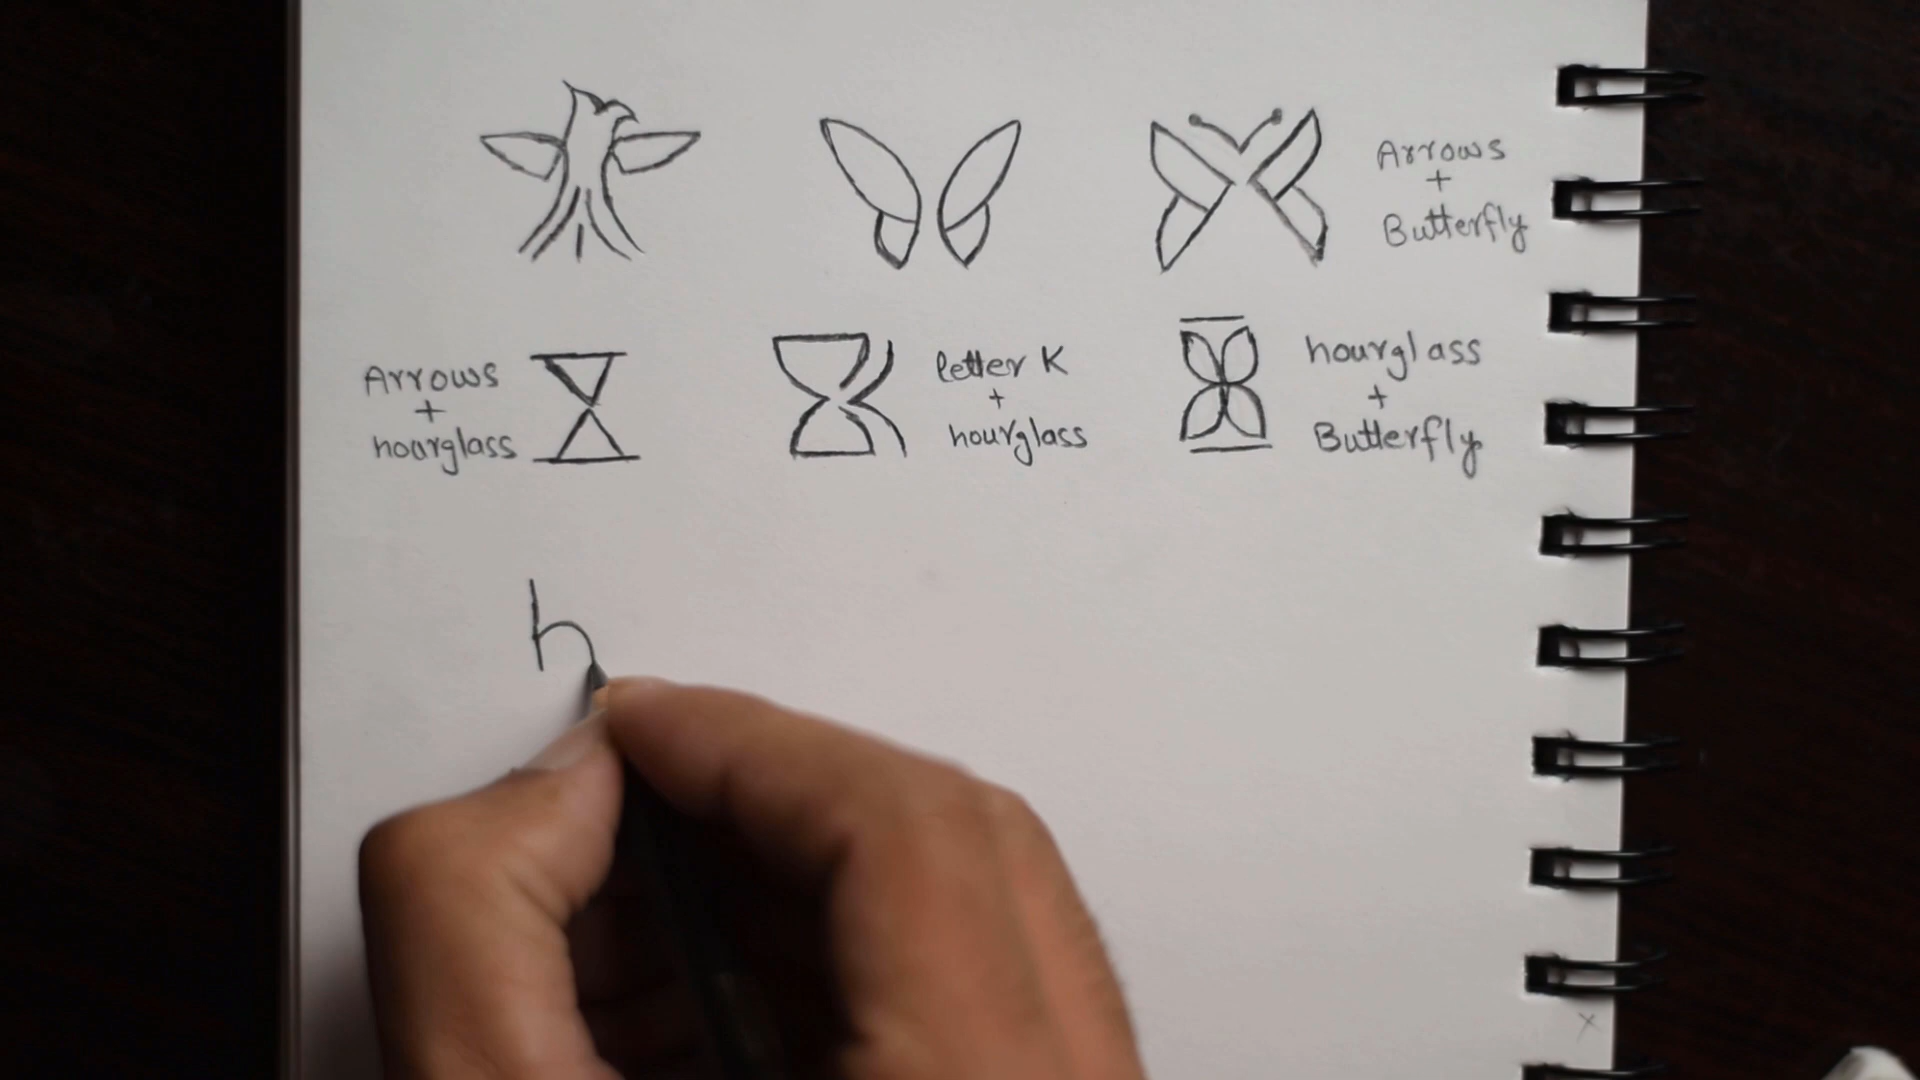 Arrows
+
Butterfly
Arrows
+
hourglass
letter K
+
hourglass
hourglass
+
Butterfly
h